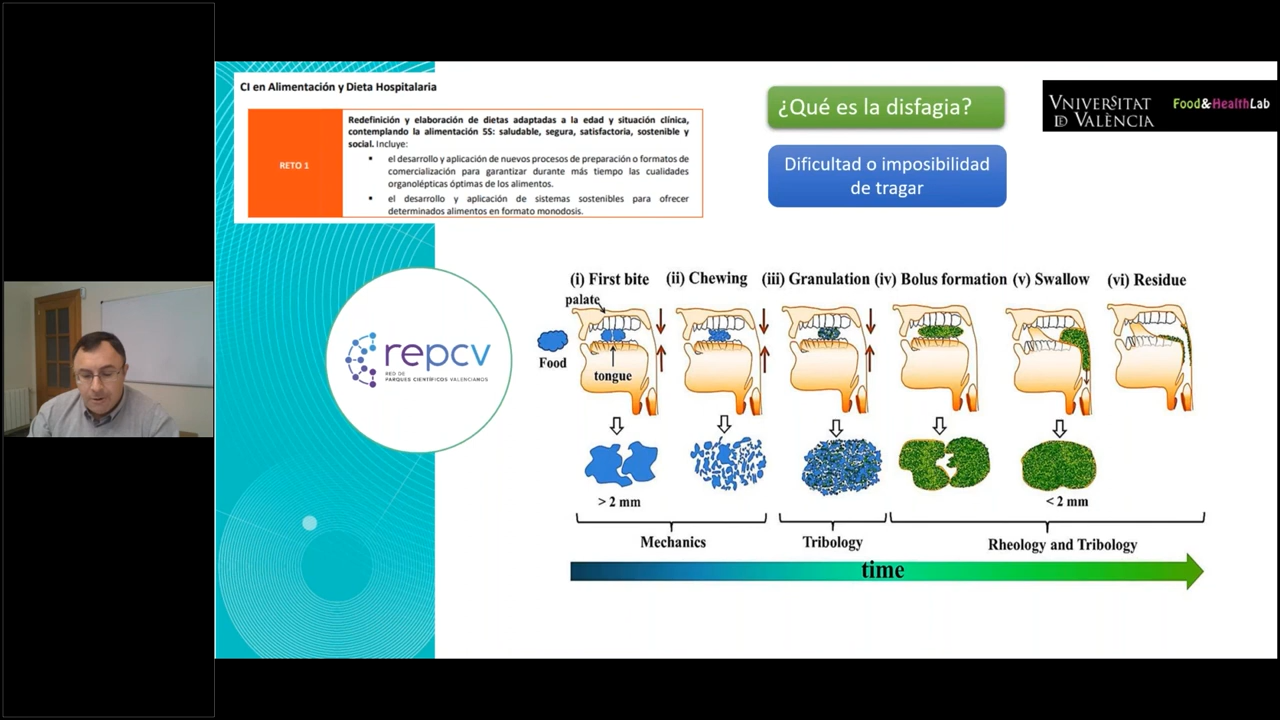 CI en Alimentación y Dieta Hospitalaria
RETO 1
Redefinición y elaboración de dietas adaptadas a la edad y situación clínica,
contemplando la alimentación 5S: saludable, segura, satisfactoria, sostenible y
social. Incluye:
▪ el desarrollo y aplicación de nuevos procesos de preparación o formatos de
comercialización para garantizar durante más tiempo las cualidades
organolépticas óptimas de los alimentos.
▪ el desarrollo y aplicación de sistemas sostenibles para ofrecer
determinados alimentos en formato monodosis.
¿Qué es la disfagia?
Dificultad o imposibilidad
de tragar
VNIVERSITAT
ID VALÈNCIA
Food&HealthLab
repcv
RED DE
PARQUES CIENTÍFICOS VALENCIANOS
(i) First bite (ii) Chewing (iii) Granulation (iv) Bolus formation (v) Swallow (vi) Residue
palate
Food
tongue
> 2 mm
< 2 mm
Mechanics
Tribology
Rheology and Tribology
time